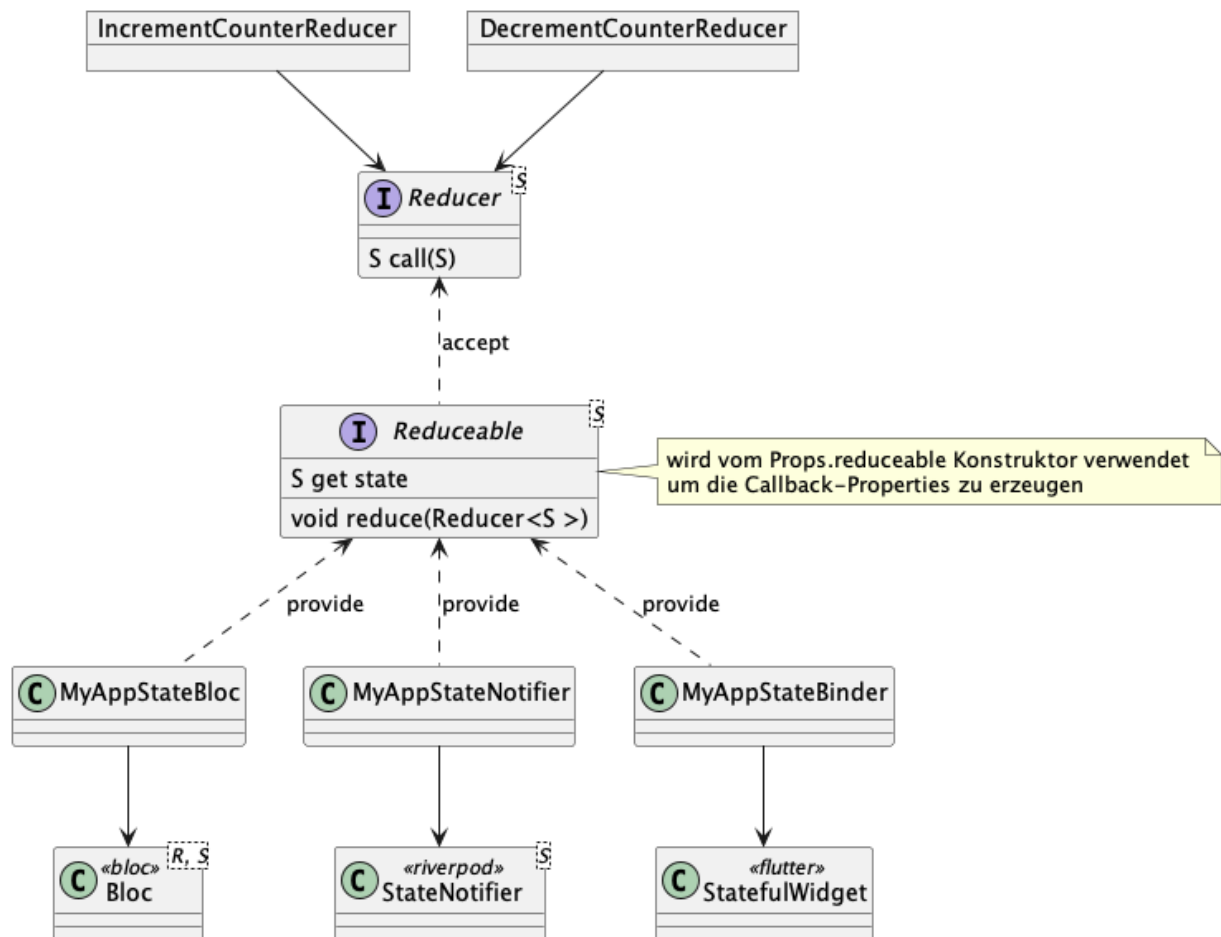 IncrementCounterReducer
DecrementCounterReducer
S
I Reducer
S call(S)
accept
S
I Reduceable
S get state
void reduce(Reducer<S >)
wird vom Props.reduceable Konstruktor verwendet
um die Callback-Properties zu erzeugen
provide
provide
provide
C MyAppStateBloc
C MyAppStateNotifier
C MyAppStateBinder
R, S
C «bloc»
Bloc
S
C «riverpod»
StateNotifier
C «flutter»
StatefulWidget